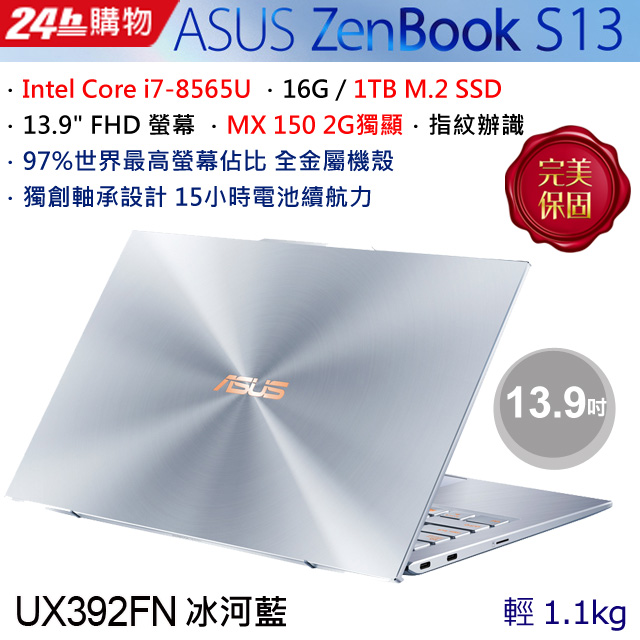 24h購物
ASUS ZenBook S13
· Intel Core i7-8565U · 16G / 1TB M.2 SSD
· 13.9" FHD 螢幕 · MX 150 2G獨顯 · 指紋辦識
· 97%世界最高螢幕佔比 全金屬機殼
· 獨創軸承設計 15小時電池續航力
完美
保固
ASUS
13.9吋
UX392FN 冰河藍
輕 1.1kg